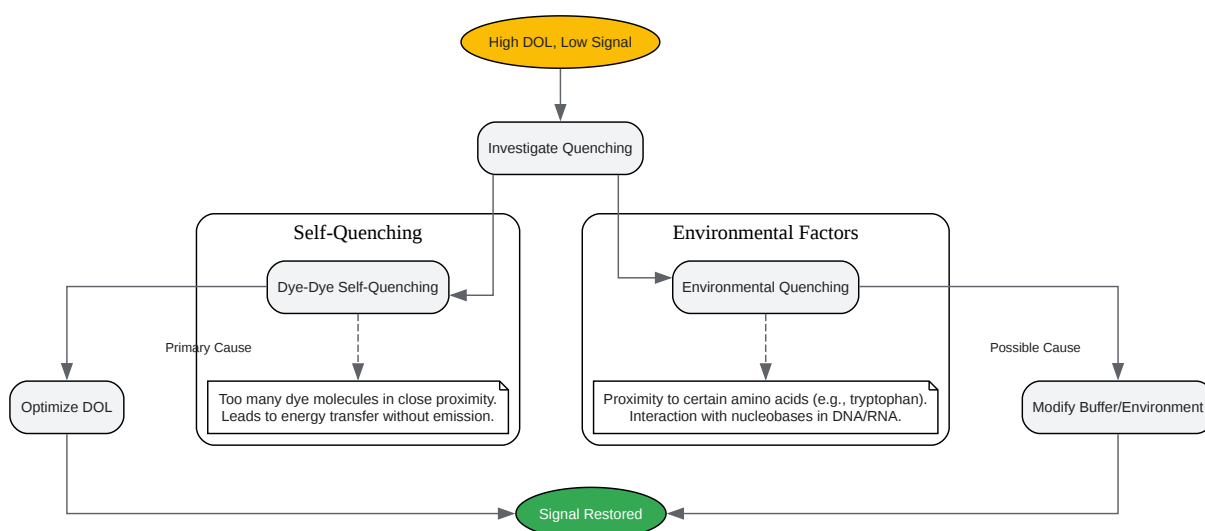 High DOL, Low Signal
Investigate Quenching
Self-Quenching
Environmental Factors
Dye-Dye Self-Quenching
Environmental Quenching
Primary Cause
Possible Cause
Optimize DOL
Too many dye molecules in close proximity.
Leads to energy transfer without emission.
Proximity to certain amino acids (e.g., tryptophan).
Interaction with nucleobases in DNA/RNA.
Modify Buffer/Environment
Signal Restored